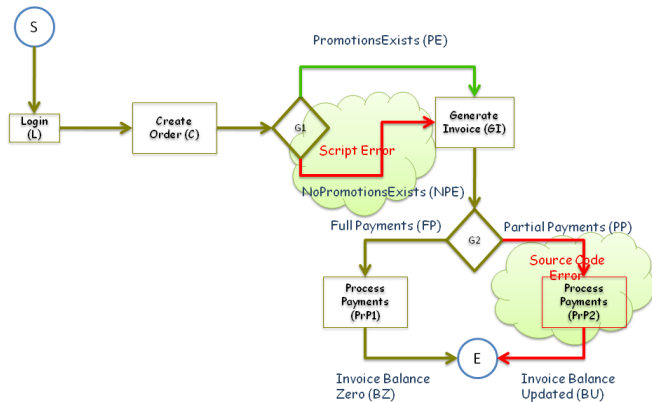 S
PromotionsExists (PE)
Login
(L)
Create
Order (C)
G1
Generate
Invoice (GI)
Script Error
NoPromotionsExists (NPE)
Full Payments (FP)
G2
Partial Payments (PP)
Source Code
Error
Process
Payments
(PrP1)
Process
Payments
(PrP2)
E
Invoice Balance
Zero (BZ)
Invoice Balance
Updated (BU)